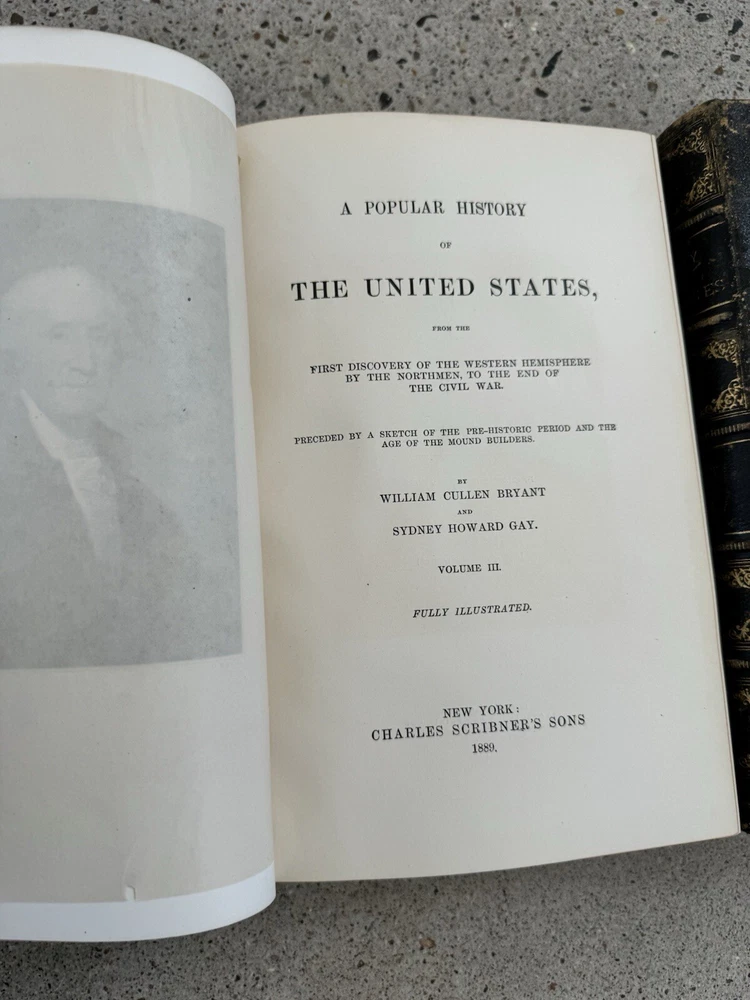 A POPULAR HISTORY
OF
THE UNITED STATES,
FROM THE
FIRST DISCOVERY OF THE WESTERN HEMISPHERE
BY THE NORTHMEN, TO THE END OF
THE CIVIL WAR.
PRECEDED BY A SKETCH OF THE PRE-HISTORIC PERIOD AND THE
AGE OF THE MOUND BUILDERS.
BY
WILLIAM CULLEN BRYANT
AND
SYDNEY HOWARD GAY.
VOLUME III.
FULLY ILLUSTRATED.
NEW YORK:
CHARLES SCRIBNER'S SONS
1889.